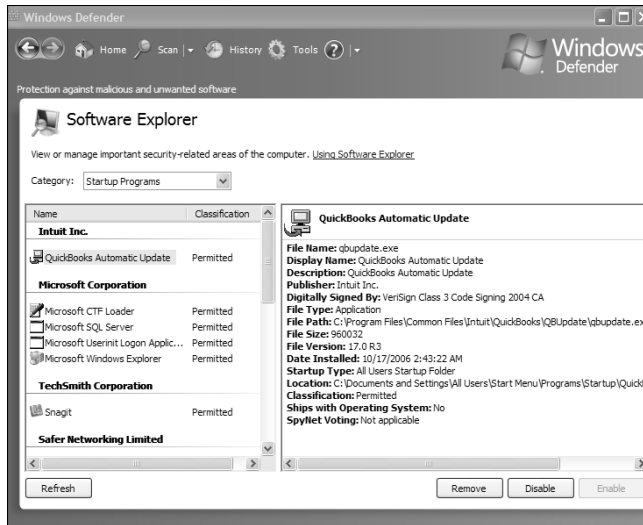 Windows Defender
Home Scan History Tools
Windows
Defender
Protection against malicious and unwanted software
Software Explorer
View or manage important security-related areas of the computer. Using Software Explorer
Category: Startup Programs
Name Classification
Intuit Inc.
QuickBooks Automatic Update Permitted
Microsoft Corporation
Microsoft CTF Loader Permitted
Microsoft SQL Server Permitted
Microsoft Userinit Logon Applic... Permitted
Microsoft Windows Explorer Permitted
TechSmith Corporation
Snagit Permitted
Safer Networking Limited
QuickBooks Automatic Update
File Name: qbupdate.exe
Display Name: QuickBooks Automatic Update
Description: QuickBooks Automatic Update
Publisher: Intuit Inc.
Digitally Signed By: VeriSign Class 3 Code Signing 2004 CA
File Type: Application
File Path: C:\Program Files\Common Files\Intuit\QuickBooks\QBUpdate\qbupdate.ex
File Size: 960032
File Version: 17.0 R3
Date Installed: 10/17/2006 2:43:22 AM
Startup Type: All Users Startup Folder
Location: C:\Documents and Settings\All Users\Start Menu\Programs\Startup\Quick
Classification: Permitted
Ships with Operating System: No
SpyNet Voting: Not applicable
Refresh Remove Disable Enable